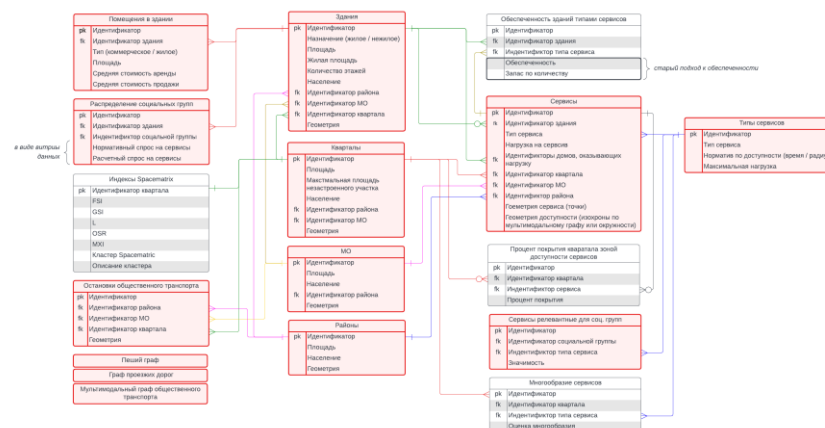 Помещения в здании
pk Идентификатор
fk Идентификатор здания
Тип (коммерческое / жилое)
Площадь
Средняя стоимость аренды
Средняя стоимость продажи
Распределение социальных групп
pk Идентификатор
fk Идентификатор здания
fk Индентификатор социальной группы
Нормативный спрос на сервисы
Расчетный спрос на сервисы
в виде витрины
данных
Индексы Spacematrix
pk Идентификатор квартала
FSI
GSI
L
OSR
MXI
Кластер Spacematric
Описание кластера
Остановки общественного транспорта
pk Идентификатор
fk Идентификатор района
fk Идентификатор МО
fk Идентификатор квартала
Геометрия
Пеший граф
Граф проезжих дорог
Мультимодальный граф общественного
транспорта
Здания
pk Идентификатор
Назначение (жилое / нежилое)
Площадь
Жилая площадь
Количество этажей
Население
fk Идентификатор района
fk Идентификатор МО
fk Идентификатор квартала
Геометрия
Кварталы
pk Идентификатор
Площадь
Макстмальная площадь
незастроенного участка
Население
fk Идентификатор района
fk Идентификатор МО
Геометрия
МО
pk Идентификатор
Площадь
Население
fk Идентификатор района
Геометрия
Районы
pk Идентификатор
Площадь
Население
Геометрия
Обеспеченность зданий типами сервисов
pk Идентификатор
fk Идентификатор здания
fk Индентификатор типа сервиса
Обеспеченность
Запас по количеству
старый подход к обеспеченности
Сервисы
pk Идентификатор
fk Идентификатор здания
Тип сервиса
Нагрузка на сервис
fk Идентификторы домов, оказывающих
нагрузку
fk Идентификатор квартала
fk Идентификатор МО
fk Идентификатор района
Гоеметрия сервиса (точки)
Геометрия доступности (изохроны по
мультимодальному графу или окружности)
Процент покрытия кваратала зоной
доступности сервисов
pk Идентификатор
fk Идентификатор квартала
fk Индентификатор сервиса
Процент покрытия
Сервисы релевантные для соц. групп
pk Идентификатор
fk Идентификатор социальной группы
fk Индентификатор типа сервиса
Значимость
Многообразие сервисов
pk Идентификатор
fk Идентификатор квартала
fk Индентификатор типа сервиса
Оценка многообразия
Типы сервисов
pk Идентификатор
Тип сервиса
Норматив по доступности (время /
Максимальная нагрузка